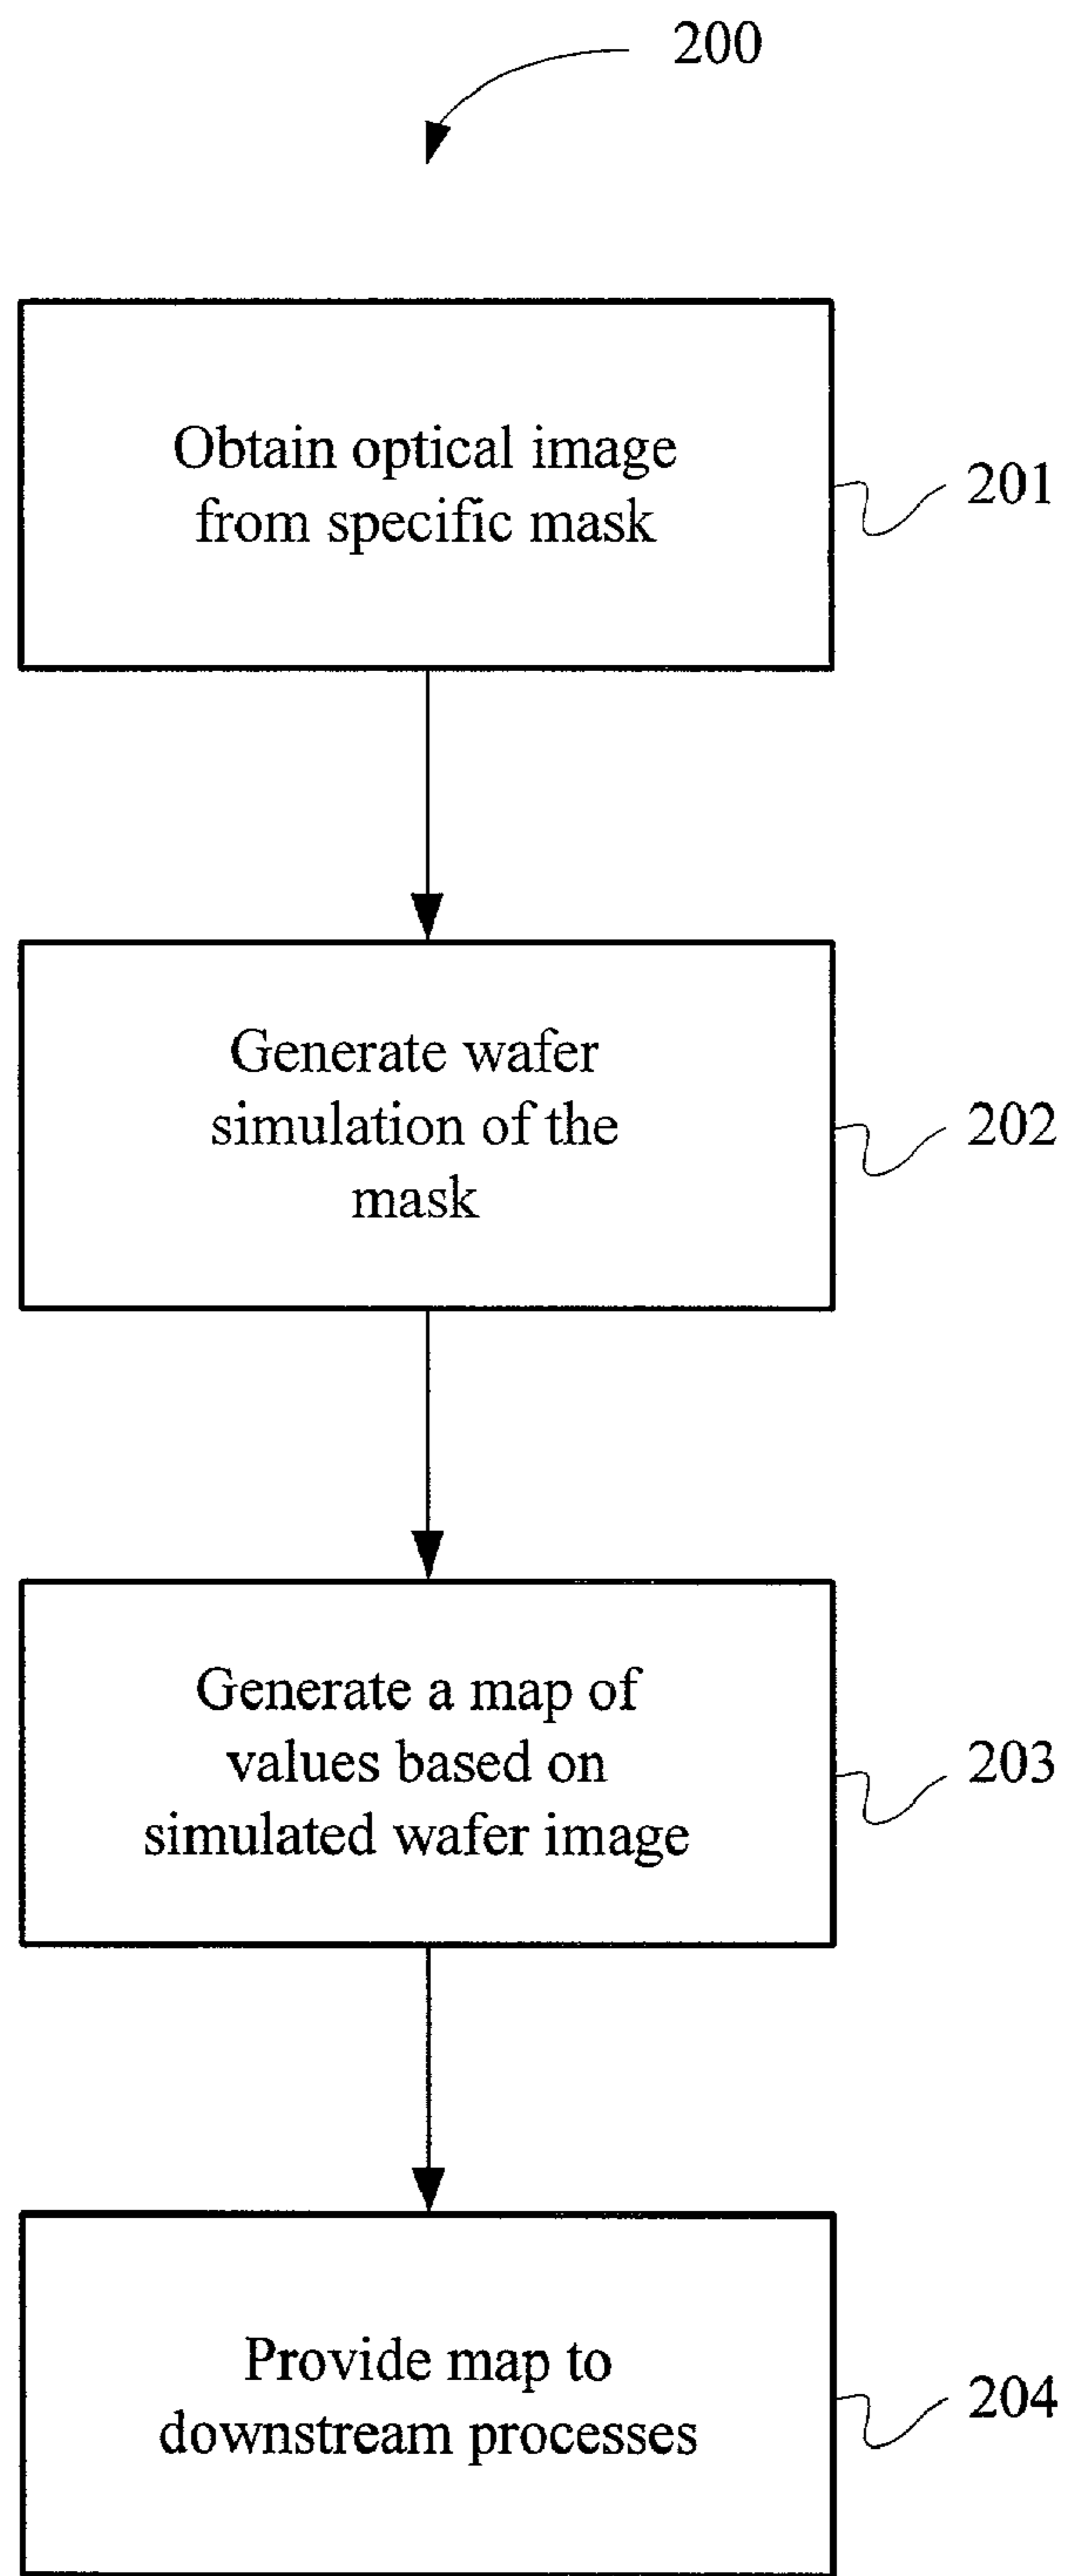 200
Obtain optical image
from specific mask
201
Generate wafer
simulation of the
mask
202
Generate a map of
values based on
simulated wafer image
203
Provide map to
downstream processes
204